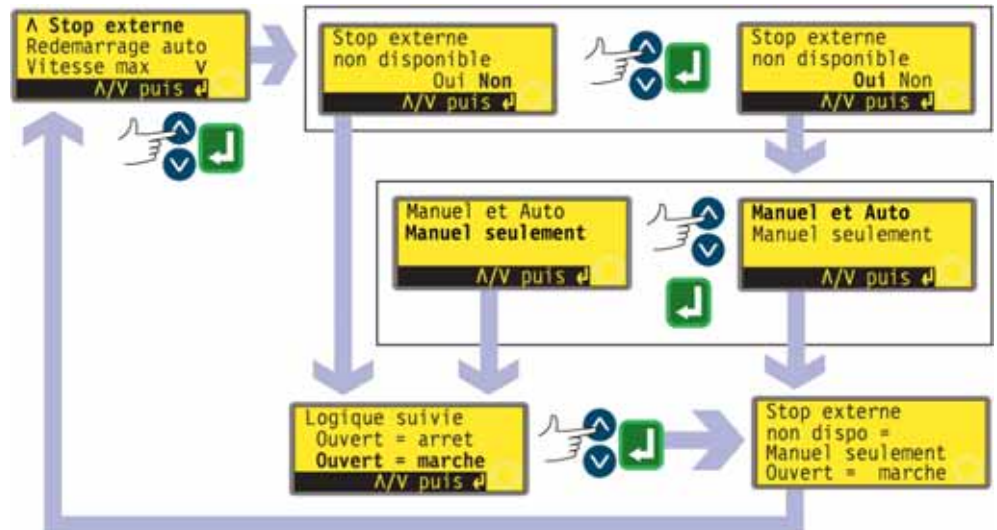 Λ Stop externe
Redemarrage auto
Vitesse max V
Λ/V puis ↲
Stop externe
non disponible
Oui Non
Λ/V puis ↲
Stop externe
non disponible
Oui Non
Λ/V puis ↲
Manuel et Auto
Manuel seulement
Λ/V puis ↲
Manuel et Auto
Manuel seulement
Λ/V puis ↲
Logique suivie
Ouvert = arret
Ouvert = marche
Λ/V puis ↲
Stop externe
non dispo =
Manuel seulement
Ouvert = marche